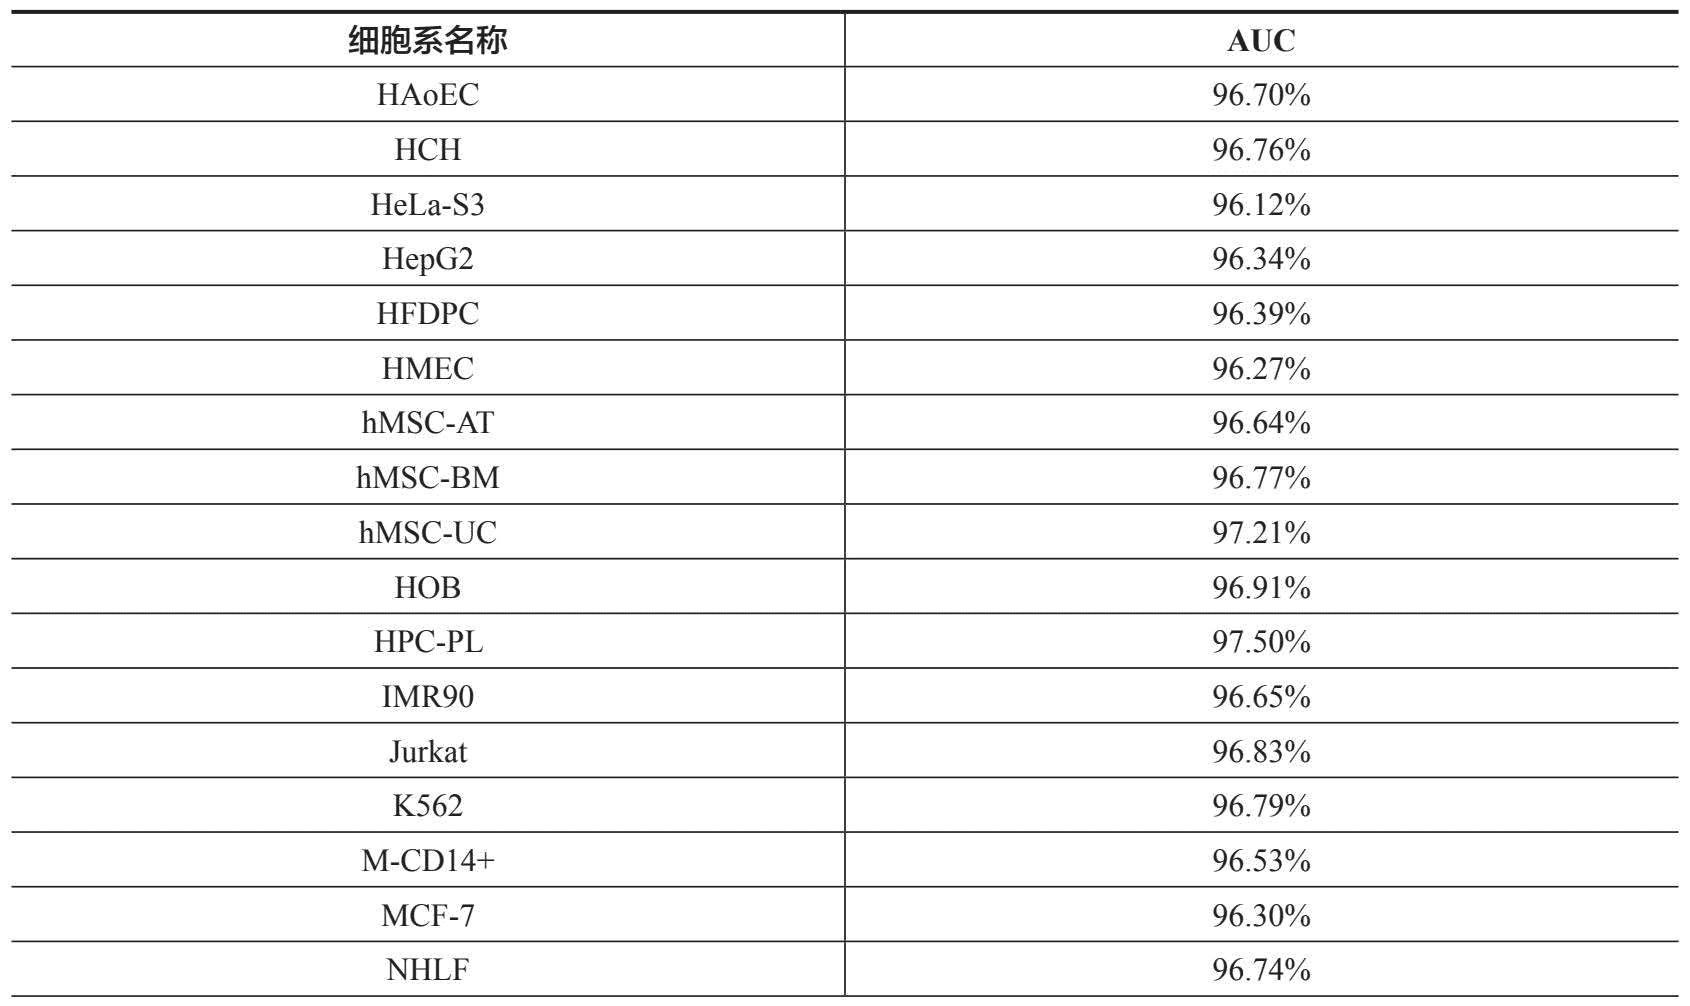 细胞系名称 AUC
HAoEC 96.70%
HCH 96.76%
HeLa-S3 96.12%
HepG2 96.34%
HFDPC 96.39%
HMEC 96.27%
hMSC-AT 96.64%
hMSC-BM 96.77%
hMSC-UC 97.21%
HOB 96.91%
HPC-PL 97.50%
IMR90 96.65%
Jurkat 96.83%
K562 96.79%
M-CD14+ 96.53%
MCF-7 96.30%
NHLF 96.74%